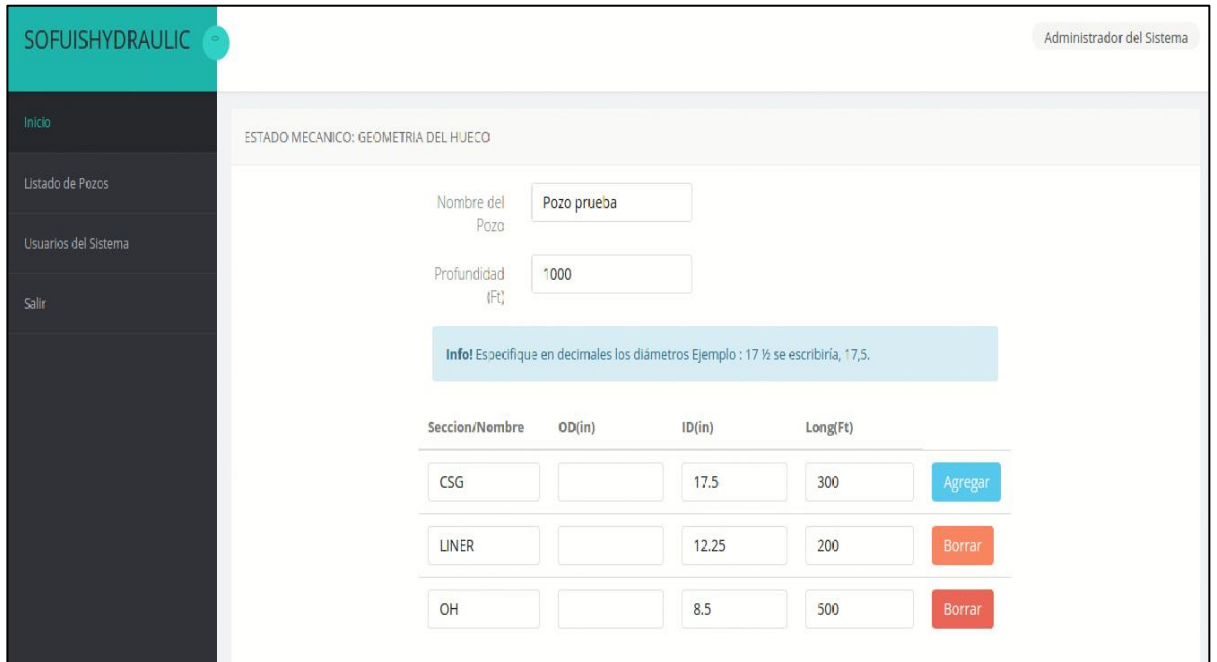 SOFUISHYDRAULIC
Administrador del Sistema
Inicio
Listado de Pozos
Usuarios del Sistema
Salir
ESTADO MECANICO: GEOMETRIA DEL HUECO
Nombre del
Pozo
Pozo prueba
Profundidad
(Ft)
1000
Info! Especifique en decimales los diámetros Ejemplo : 17 ½ se escribiría, 17,5.
Seccion/Nombre OD(in) ID(in) Long(Ft)
CSG 17.5 300 Agregar
LINER 12.25 200 Borrar
OH 8.5 500 Borrar